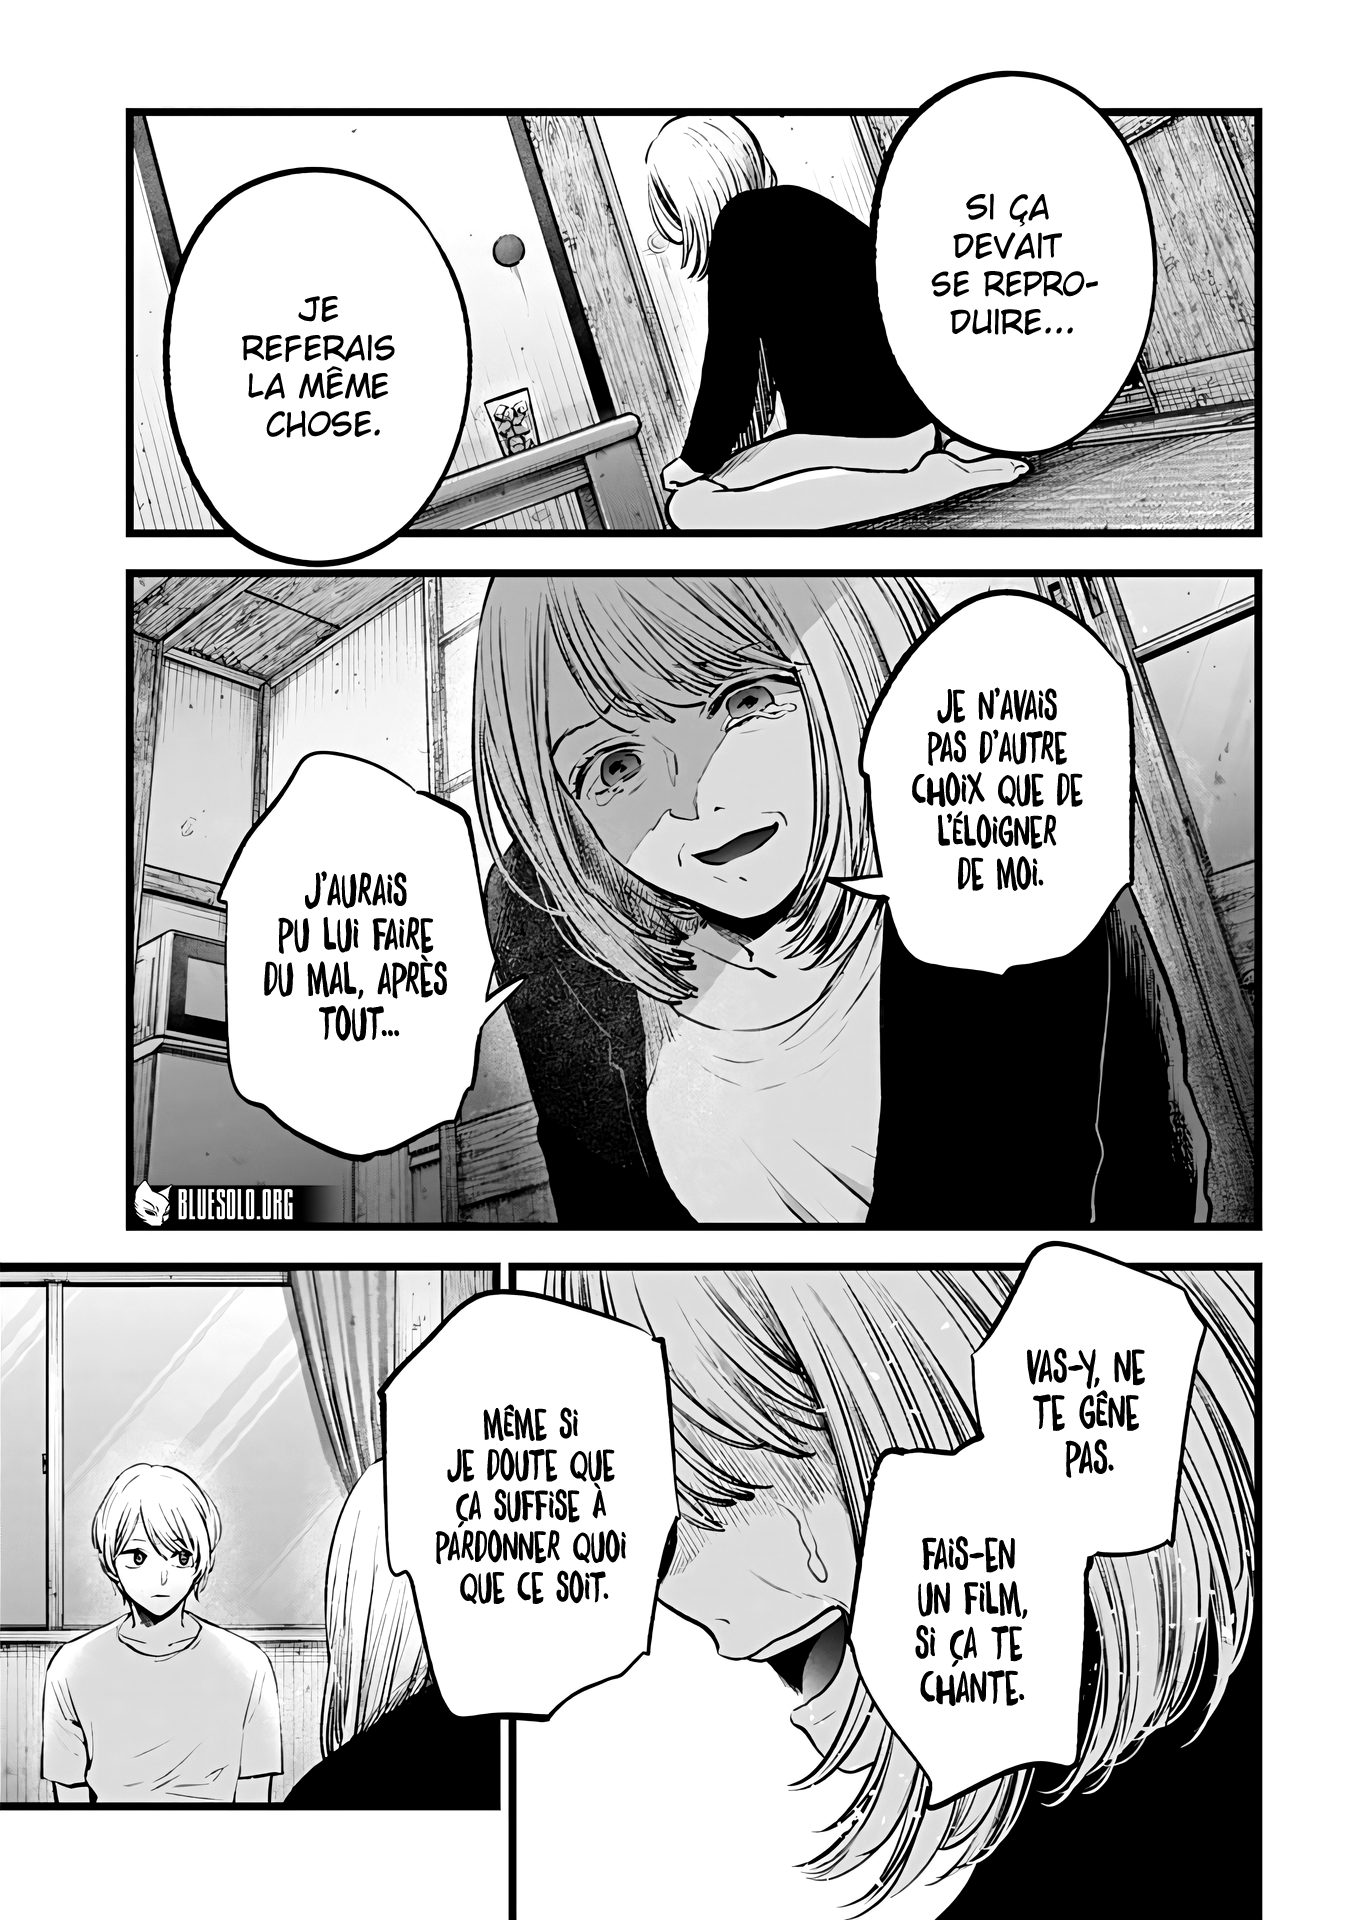 SI ÇA
DEVAIT
SE REPRO-
DUIRE...
JE
REFERAIS
LA MÊME
CHOSE.
JE N'AVAIS
PAS D'AUTRE
CHOIX QUE DE
L'ÉLOIGNER
DE MOI.
J'AURAIS
PU LUI FAIRE
DU MAL, APRÈS
TOUT...
BLUESOLO.ORG
VAS-Y, NE
TE GÊNE
PAS.
FAIS-EN
UN FILM,
SI ÇA TE
CHANTE.
MÊME SI
JE DOUTE QUE
ÇA SUFFISE À
PARDONNER QUOI
QUE CE SOIT.